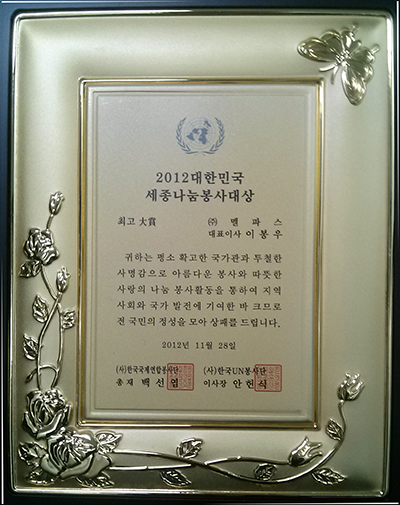 2012대한민국
세종나눔봉사대상
최고 大賞 ㈜ 멘파스
대표이사 이봉우
귀하는 평소 확고한 국가관과 투철한
사명감으로 아름다운 봉사와 따뜻한
사랑의 나눔 봉사활동을 통하여 지역
사회와 국가 발전에 기여한 바 크므로
전 국민의 정성을 모아 상패를 드립니다.
2012년 11월 28일
(사)한국국제연합봉사단 (사)한국UN봉사단
총재 백선엽 이사장 안헌식